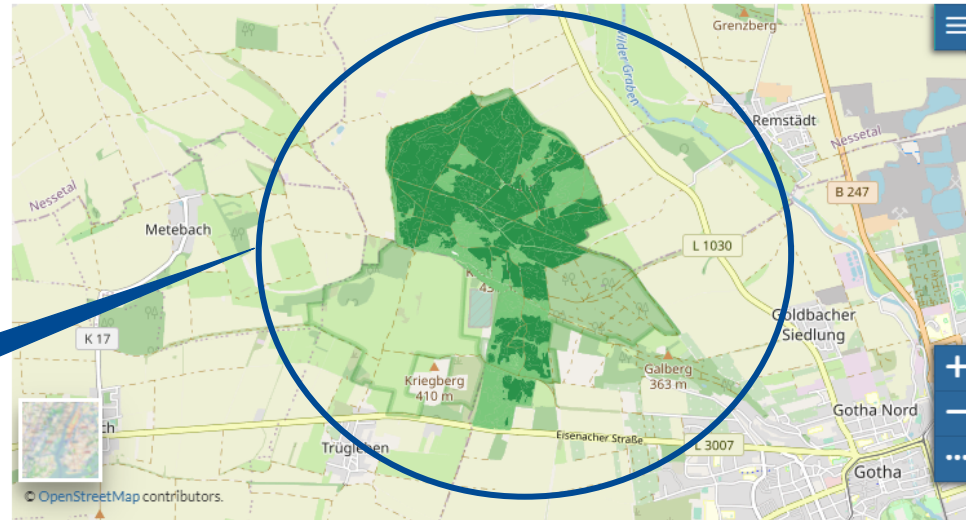 Grenzberg
Wilder Graben
Remstädt
Nessetal
Nessetal
B 247
Metebach
L 1030
K 17
Goldbacher
Siedlung
Kriegberg
410 m
Galberg
363 m
Gotha Nord
Eisenacher Straße
Trügleben
L 3007
Gotha
© OpenStreetMap contributors.